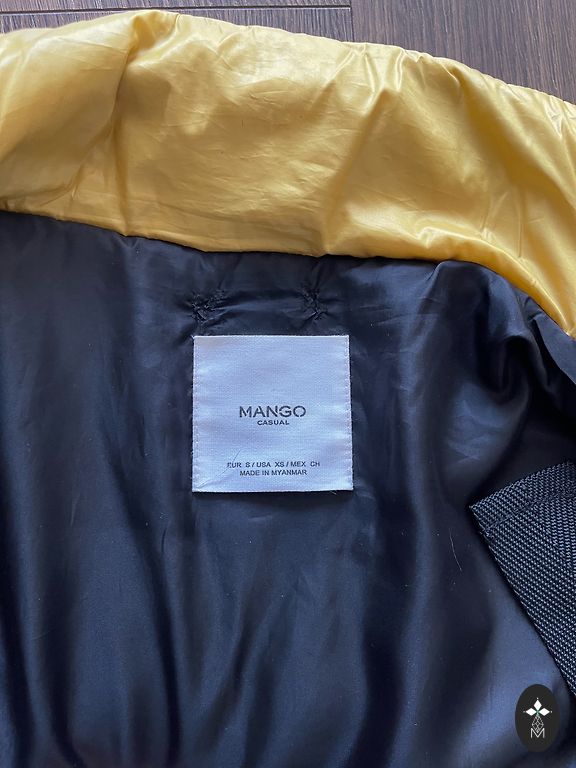 MANGO
CASUAL
EUR S / USA XS / MEX CH
MADE IN MYANMAR
M